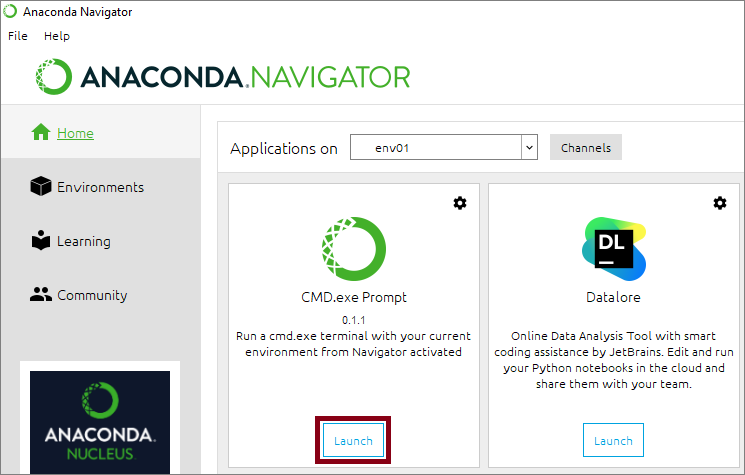 Anaconda Navigator
File Help
ANACONDA.NAVIGATOR
Home
Applications on env01 Channels
Environments
Learning
Community
CMD.exe Prompt
0.1.1
Run a cmd.exe terminal with your current
environment from Navigator activated
Launch
DL
Datalore
Online Data Analysis Tool with smart
coding assistance by JetBrains. Edit and run
your Python notebooks in the cloud and
share them with your team.
Launch
ANACONDA.
NUCLEUS